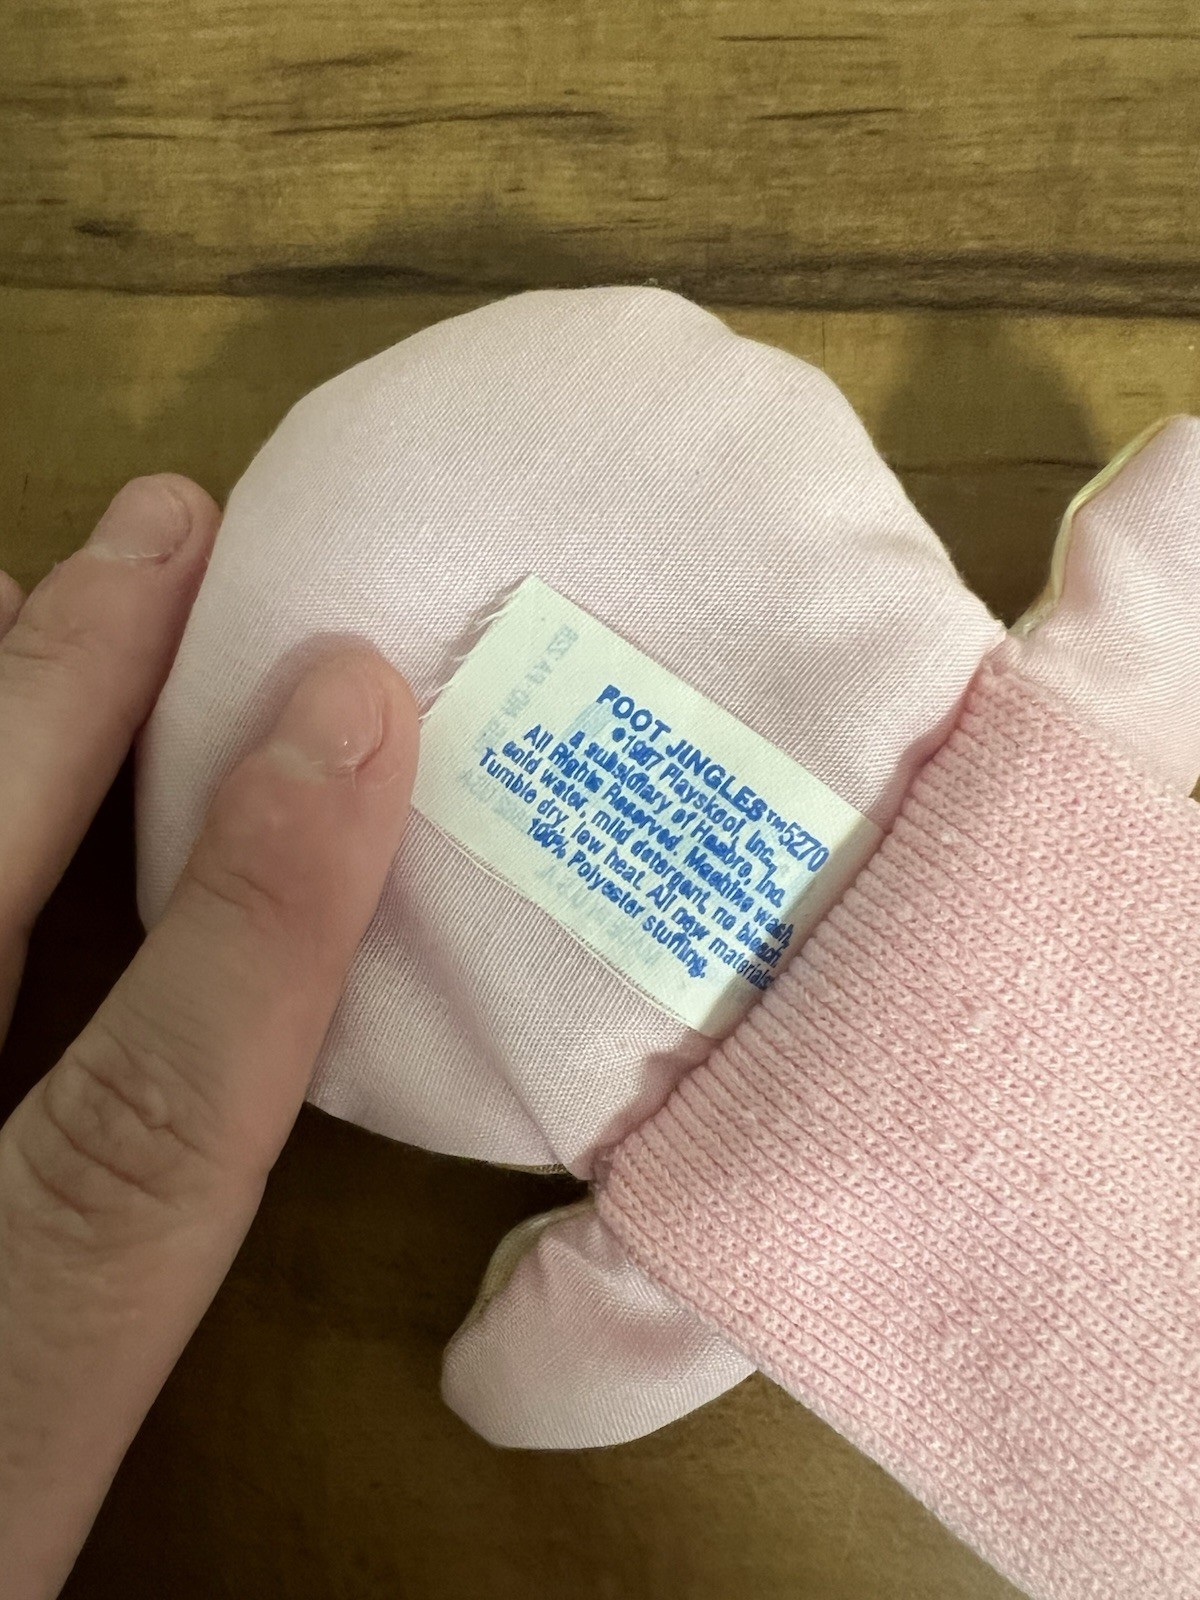 FOOT JINGLES™5270
©1987 Playskool, Inc.,
a subsidiary of Hasbro, Inc.
All Rights Reserved. Machine wash,
cold water, mild detergent, no bleach.
Tumble dry, low heat. All new materials:
100% Polyester stuffing.